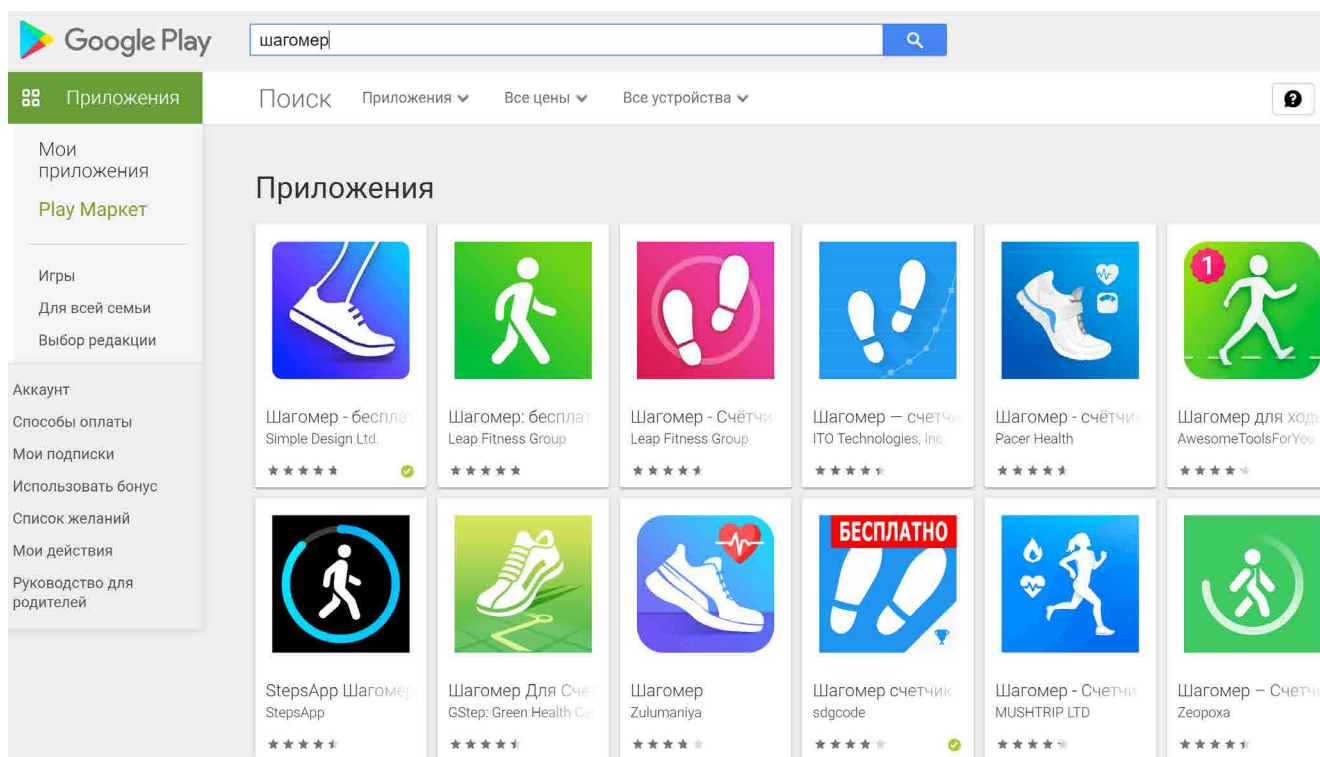 Google Play
шагомер
Приложения
Поиск Приложения Все цены Все устройства
Мои
приложения
Play Маркет
Игры
Для всей семьи
Выбор редакции
Аккаунт
Способы оплаты
Мои подписки
Использовать бонус
Список желаний
Мои действия
Руководство для
родителей
Приложения
1
Шагомер - беспла
Simple Design Ltd.
Шагомер: бесплат
Leap Fitness Group
Шагомер - Счётчи
Leap Fitness Group
Шагомер — счетчи
ITO Technologies, Inc.
Шагомер - счётчик
Pacer Health
Шагомер для ходь
AwesomeToolsForYou
БЕСПЛАТНО
StepsApp Шагомер
StepsApp
Шагомер Для Сче
GStep: Green Health Ca
Шагомер
Zulumaniya
Шагомер счетчик
sdgcode
Шагомер - Счетчи
MUSHTRIP LTD
Шагомер – Счетч
Zeopoxa